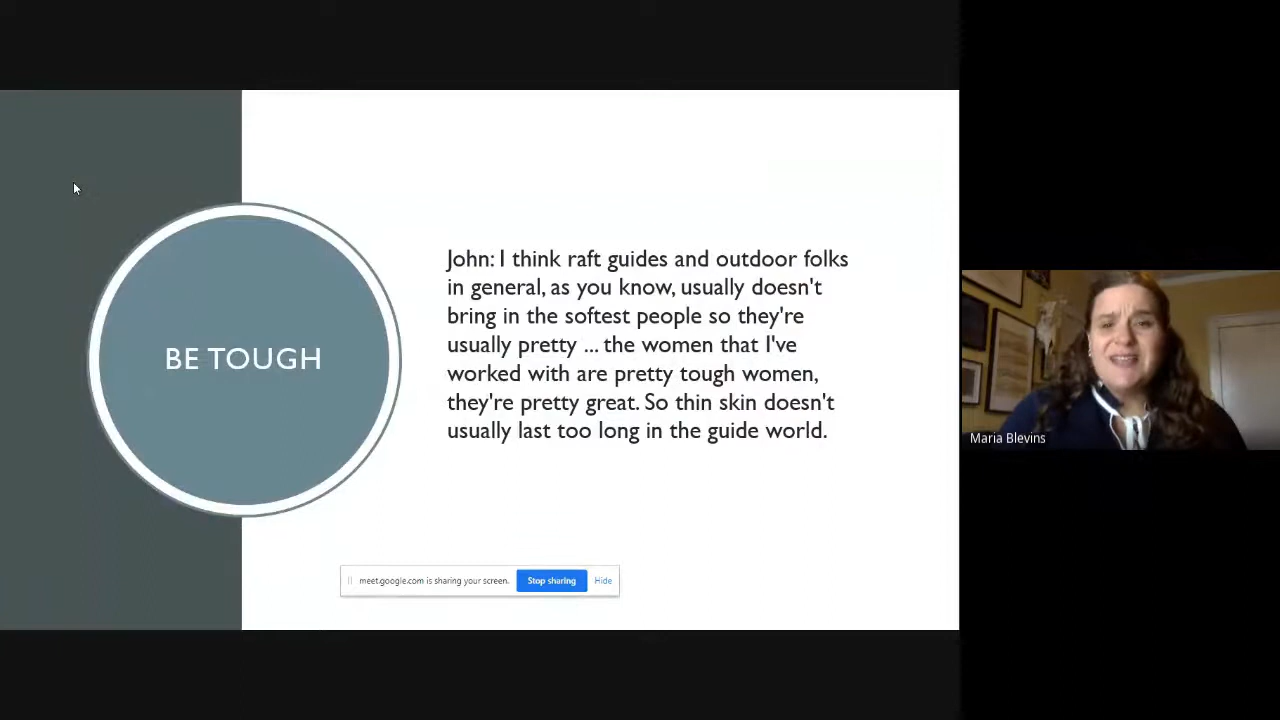 BE TOUGH
John: I think raft guides and outdoor folks
in general, as you know, usually doesn't
bring in the softest people so they're
usually pretty ... the women that I've
worked with are pretty tough women,
they're pretty great. So thin skin doesn't
usually last too long in the guide world.
meet.google.com is sharing your screen. Stop sharing Hide
Maria Blevins